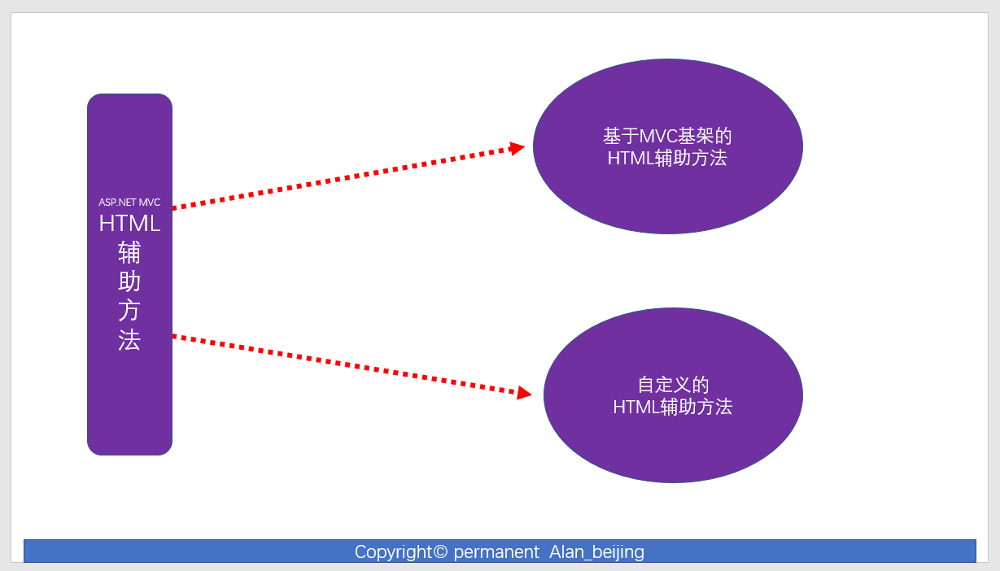 ASP.NET MVC
HTML
辅
助
方
法
基于MVC基架的
HTML辅助方法
自定义的
HTML辅助方法
Copyright© permanent  Alan_beijing